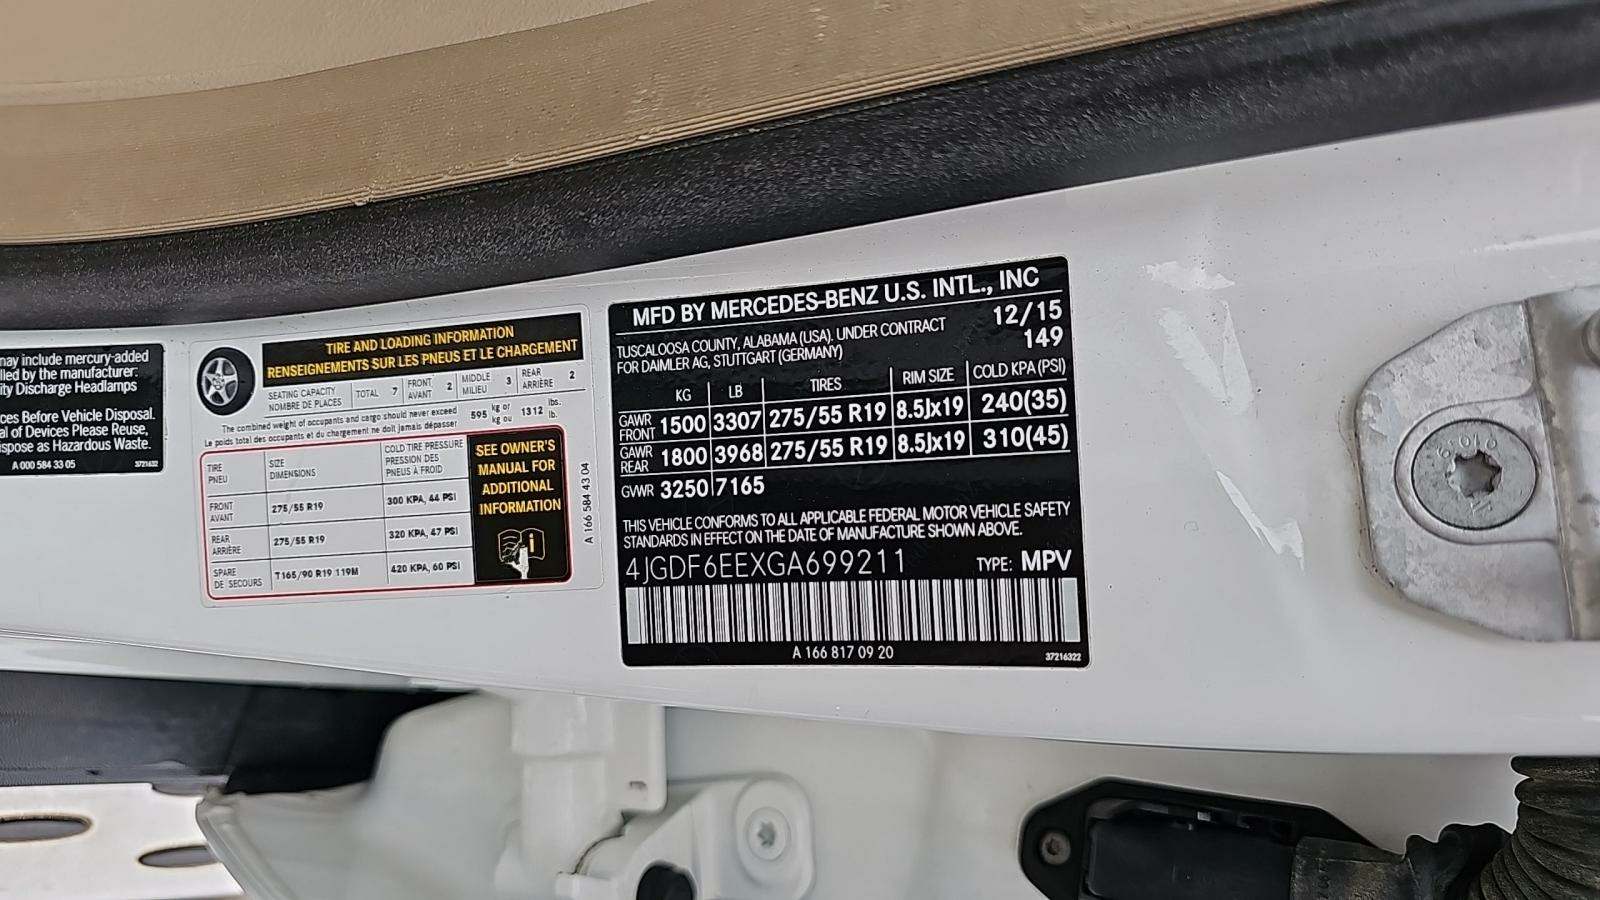 nay include mercury-added
lled by the manufacturer:
ity Discharge Headlamps
ces Before Vehicle Disposal.
al of Devices Please Reuse,
ispose as Hazardous Waste.
A 000 584 33 05 3721632
TIRE AND LOADING INFORMATION
RENSEIGNEMENTS SUR LES PNEUS ET LE CHARGEMENT
SEATING CAPACITY
NOMBRE DE PLACES
TOTAL 7
FRONT
AVANT
2
MIDDLE
MILIEU
3
REAR
ARRIÈRE
2
The combined weight of occupants and cargo should never exceed
Le poids total des occupants et du chargement ne doit jamais dépasser
595 kg or
kg ou
1312 lbs.
lb.
TIRE
PNEU
SIZE
DIMENSIONS
COLD TIRE PRESSURE
PRESSION DES
PNEUS À FROID
FRONT
AVANT
275/55 R19
300 KPA, 44 PSI
REAR
ARRIÈRE
275/55 R19
320 KPA, 47 PSI
SPARE
DE SECOURS
T165/90 R19 119M
420 KPA, 60 PSI
SEE OWNER'S
MANUAL FOR
ADDITIONAL
INFORMATION
A 166 584 43 04
MFD BY MERCEDES-BENZ U.S. INTL., INC
TUSCALOOSA COUNTY, ALABAMA (USA). UNDER CONTRACT
FOR DAIMLER AG, STUTTGART (GERMANY)
12/15
149
KG LB TIRES RIM SIZE COLD KPA (PSI)
GAWR
FRONT
1500 3307 275/55 R19 8.5Jx19 240(35)
GAWR
REAR
1800 3968 275/55 R19 8.5Jx19 310(45)
GVWR 3250 7165
THIS VEHICLE CONFORMS TO ALL APPLICABLE FEDERAL MOTOR VEHICLE SAFETY
STANDARDS IN EFFECT ON THE DATE OF MANUFACTURE SHOWN ABOVE.
4JGDF6EEXGA699211 TYPE: MPV
A 166 817 09 20 37216322